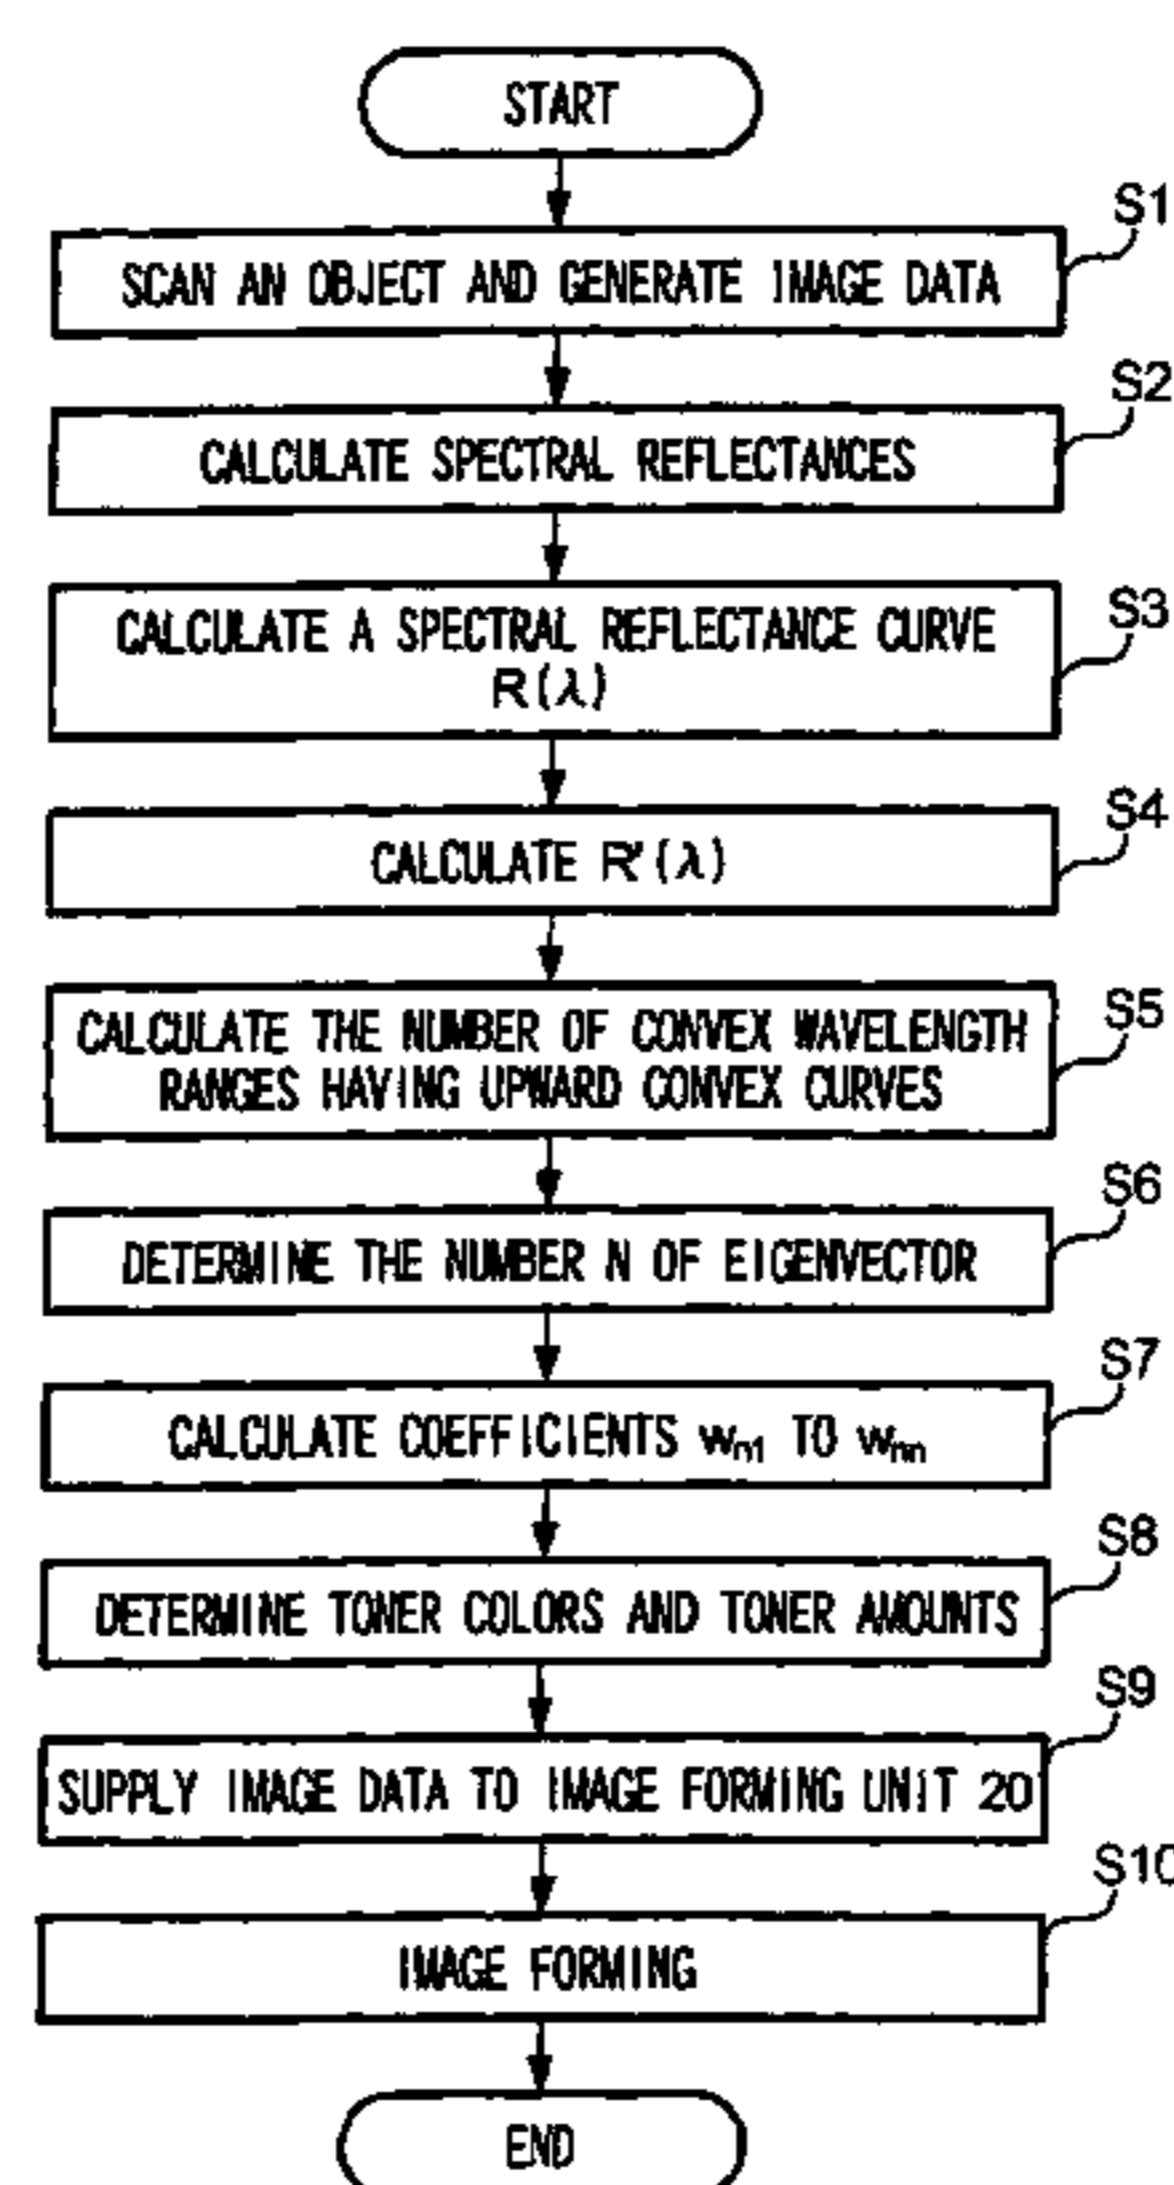 START
S1
SCAN AN OBJECT AND GENERATE IMAGE DATA
S2
CALCULATE SPECTRAL REFLECTANCES
S3
CALCULATE A SPECTRAL REFLECTANCE CURVE
R(λ)
S4
CALCULATE R'(λ)
S5
CALCULATE THE NUMBER OF CONVEX WAVELENGTH
RANGES HAVING UPWARD CONVEX CURVES
S6
DETERMINE THE NUMBER N OF EIGENVECTOR
S7
CALCULATE COEFFICIENTS wn1 TO wnn
S8
DETERMINE TONER COLORS AND TONER AMOUNTS
S9
SUPPLY IMAGE DATA TO IMAGE FORMING UNIT 20
S10
IMAGE FORMING
END